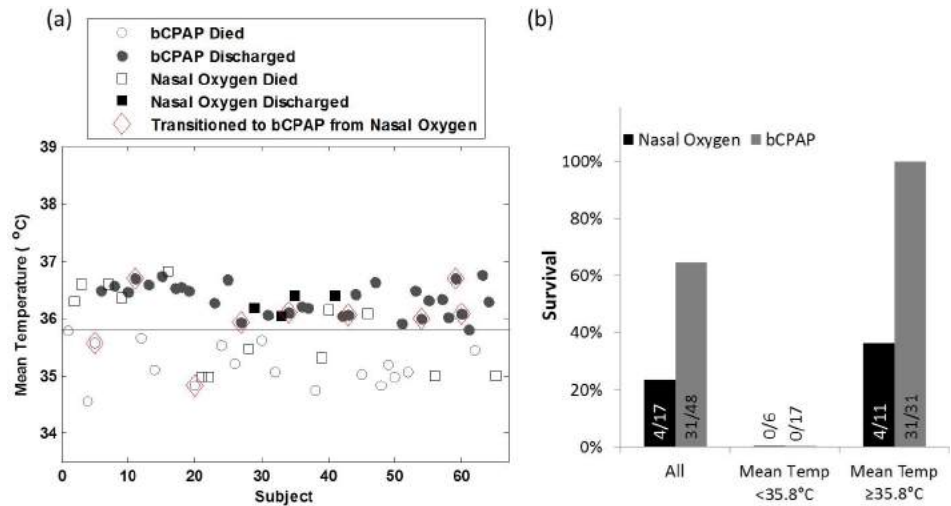 (a)
bCPAP Died
bCPAP Discharged
Nasal Oxygen Died
Nasal Oxygen Discharged
Transitioned to bCPAP from Nasal Oxygen
39
38
37
36
35
34
Mean Temperature ( °C)
0 10 20 30 40 50 60
Subject
(b)
Nasal Oxygen bCPAP
100%
80%
60%
40%
20%
0%
Survival
4/17
31/48
0/6
0/17
4/11
31/31
All
Mean Temp
<35.8°C
Mean Temp
≥35.8°C